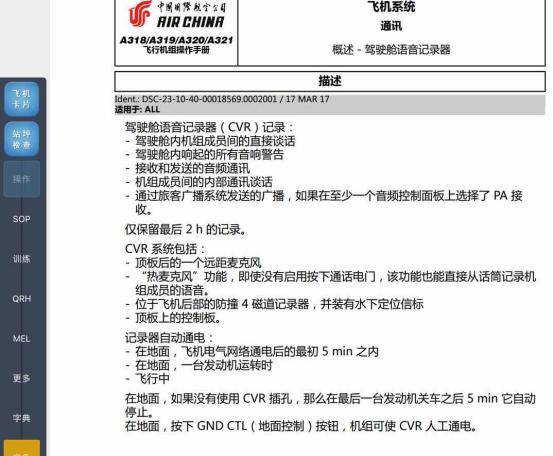 中国国际航空公司
AIR CHINA
A318/A319/A320/A321
飞行机组操作手册
飞机系统
通讯
概述 - 驾驶舱语音记录器
描述
Ident.: DSC-23-10-40-00018569.0002001 / 17 MAR 17
适用于: ALL
驾驶舱语音记录器（CVR）记录：
- 驾驶舱内机组成员间的直接谈话
- 驾驶舱内响起的所有音响警告
- 接收和发送的音频通讯
- 机组成员间的内部通讯谈话
- 通过旅客广播系统发送的广播，如果在至少一个音频控制面板上选择了 PA 接
收。
仅保留最后 2 h 的记录。
CVR 系统包括：
- 顶板后的一个远距麦克风
- “热麦克风”功能，即使没有启用按下通话电门，该功能也能直接从话筒记录机
组成员的语音。
- 位于飞机后部的防撞 4 磁道记录器，并装有水下定位信标
- 顶板上的控制板。
记录器自动通电：
- 在地面，飞机电气网络通电后的最初 5 min 之内
- 在地面，一台发动机运转时
- 飞行中
在地面，如果没有使用 CVR 插孔，那么在最后一台发动机关车之后 5 min 它自动
停止。
在地面，按下 GND CTL（地面控制）按钮，机组可使 CVR 人工通电。
飞机
卡片
站坪
检查
操作
SOP
训练
QRH
MEL
更多
字典